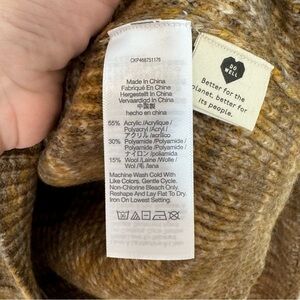 CKP468751176
Made in China
Fabriqué En China
Hergestellt in China
Vervaardigd in China
中国製
hecho en china
55% Acrylic/Acrylique/
Polyacryl /Acryl /
アクリル /acrílico
30% Polyamide/Polyamide/
Polyamid /Polyamide/
ナイロン /poliamida
15% Wool /Laine /Wolle /
Wol /毛/lana
Machine Wash Cold With
Like Colors. Gentle Cycle.
Non-Chlorine Bleach Only.
Reshape And Lay Flat To Dry.
Iron On Lowest Setting.
DO
WELL
Better for the
planet, better for
its people.